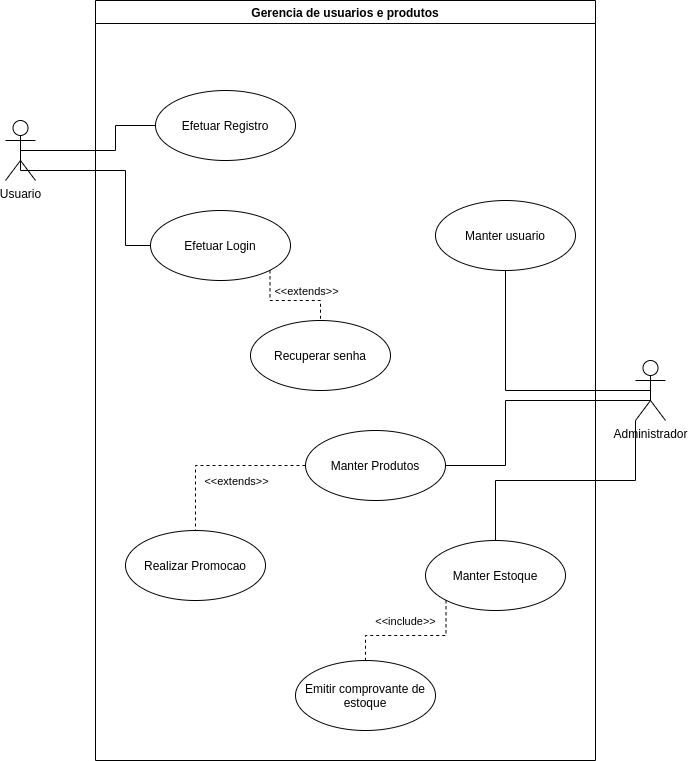 Gerencia de usuarios e produtos
Efetuar Registro
Usuario
Efetuar Login
Manter usuario
<<extends>>
Recuperar senha
Administrador
Manter Produtos
<<extends>>
Realizar Promocao
Manter Estoque
<<include>>
Emitir comprovante de
estoque